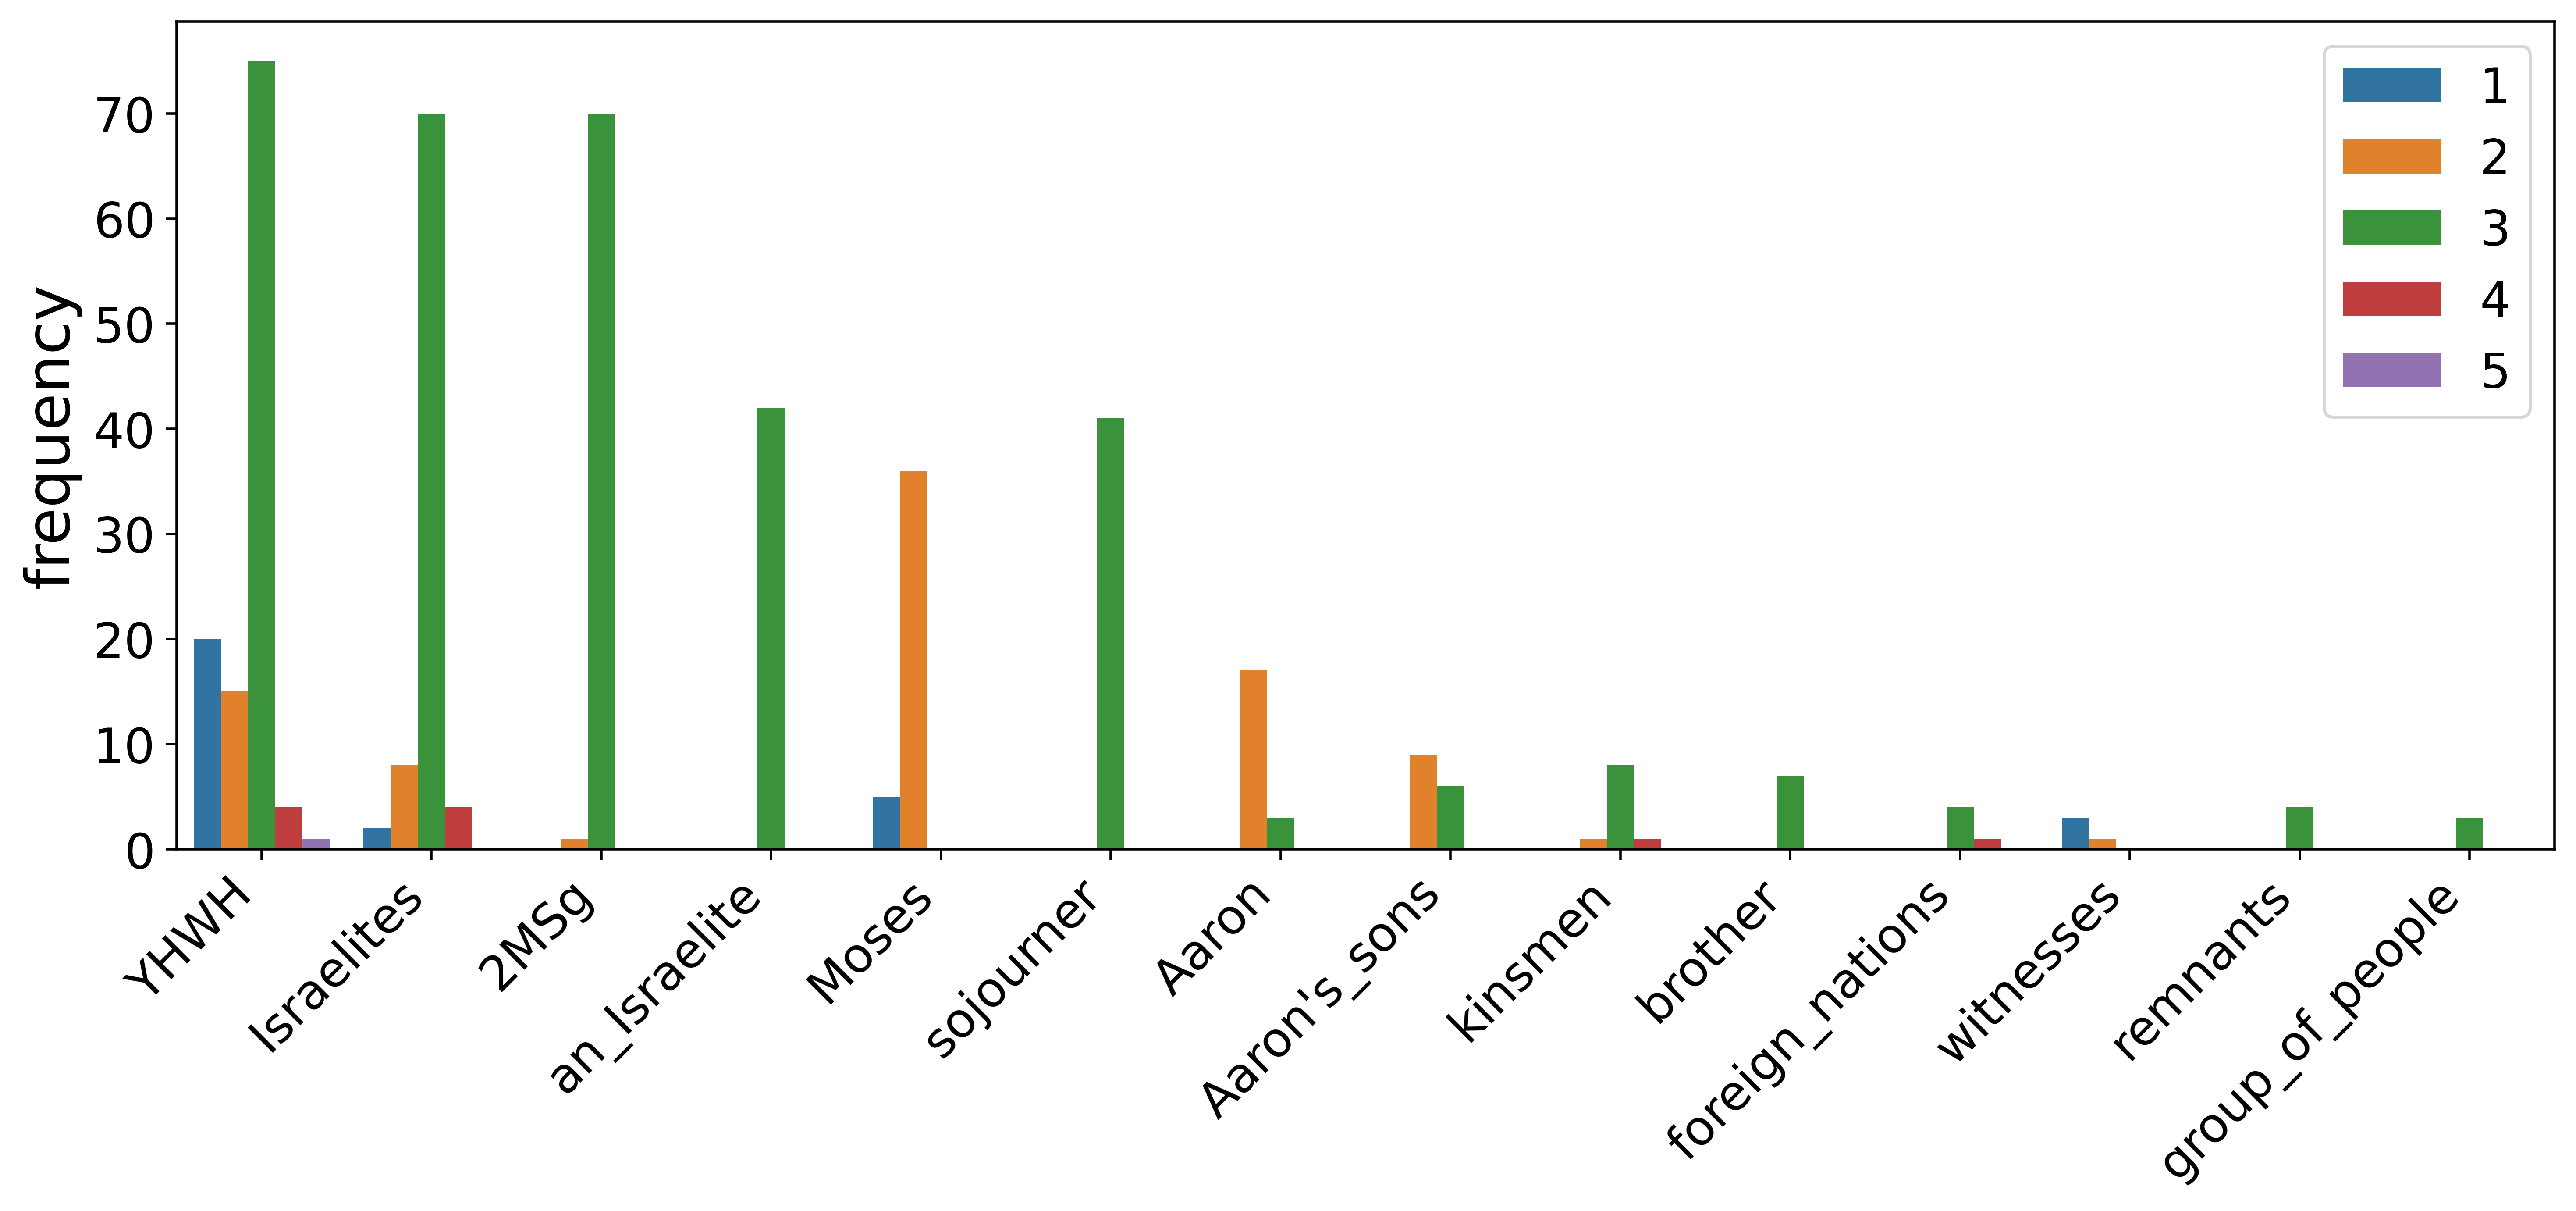 frequency
70
60
50
40
30
20
10
0
1
2
3
4
5
YHWH
Israelites
2MSg
an_Israelite
Moses
sojourner
Aaron
Aaron's_sons
kinsmen
brother
foreign_nations
witnesses
remnants
group_of_people